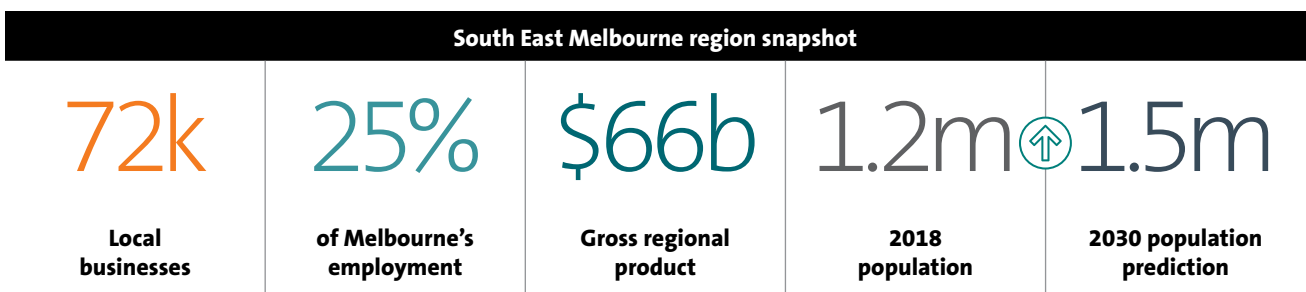 South East Melbourne region snapshot
72k
Local
businesses
25%
of Melbourne’s
employment
$66b
Gross regional
product
1.2m
2018
population
1.5m
2030 population
prediction